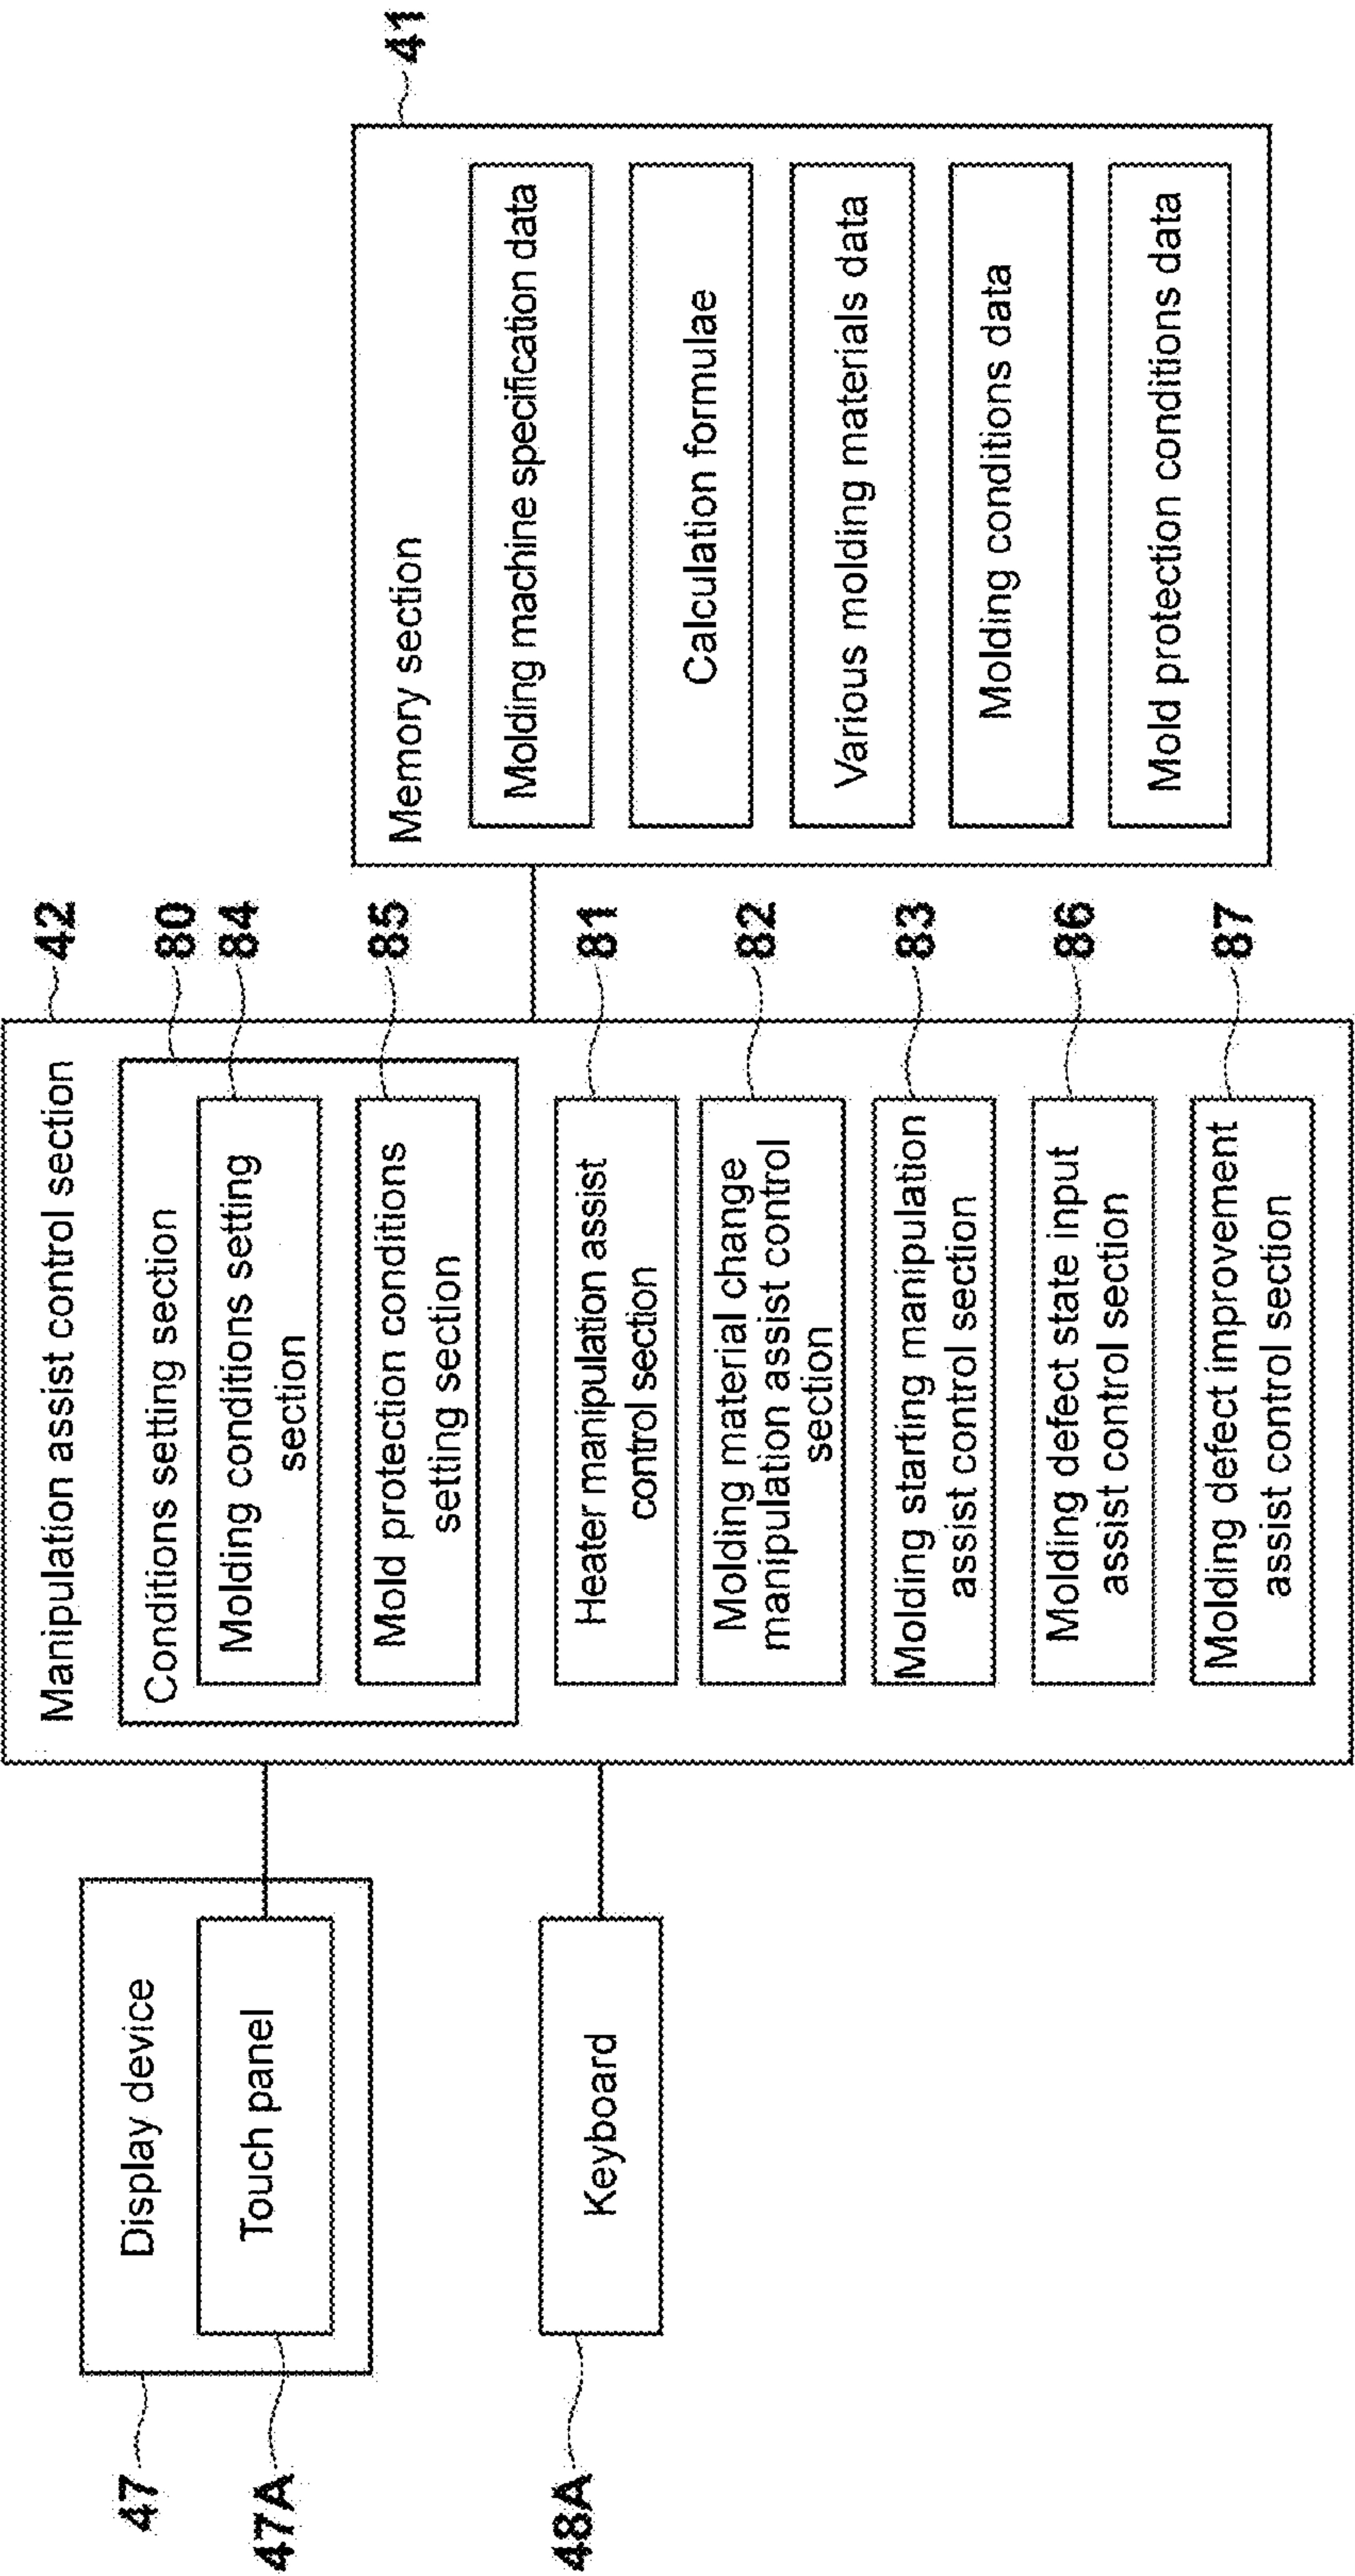 47
Display device
47A
Touch panel
48A
Keyboard
42
Manipulation assist control section
80
Conditions setting section
84
Molding conditions setting
section
85
Mold protection conditions
setting section
81
Heater manipulation assist
control section
82
Molding material change
manipulation assist control
section
83
Molding starting manipulation
assist control section
86
Molding defect state input
assist control section
87
Molding defect improvement
assist control section
41
Memory section
Molding machine specification data
Calculation formulae
Various molding materials data
Molding conditions data
Mold protection conditions data